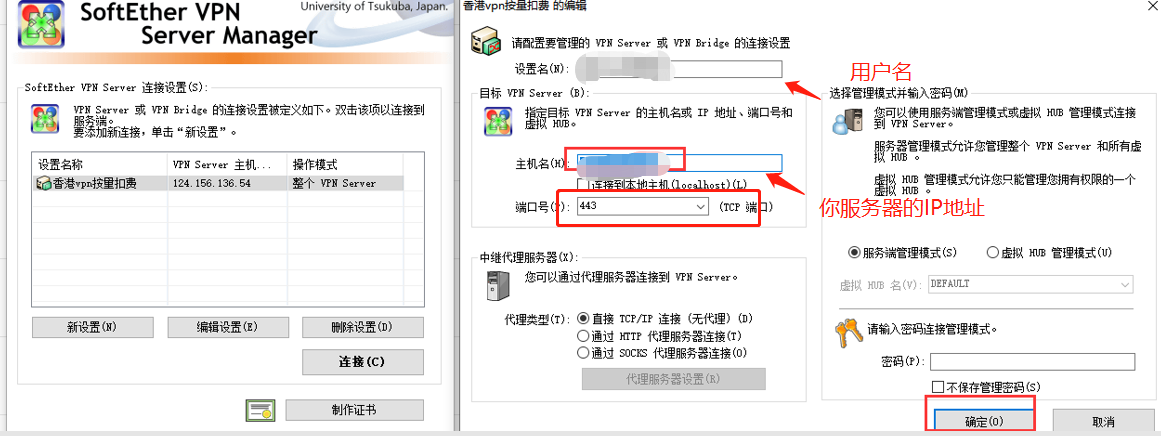 SoftEther VPN
Server Manager
University of Tsukuba, Japan.
SoftEther VPN Server 连接设置(S):
VPN Server 或 VPN Bridge 的连接设置被定义如下。双击该项以连接到
服务端。
要添加新连接，单击“新设置”。
设置名称
VPN Server 主机...
操作模式
香港vpn按量扣费
124.156.136.54
整个 VPN Server
新设置(N)
编辑设置(E)
删除设置(D)
连接(C)
制作证书
香港vpn按量扣费 的编辑
请配置要管理的 VPN Server 或 VPN Bridge 的连接设置
设置名(N):
用户名
目标 VPN Server (B):
指定目标 VPN Server 的主机名或 IP 地址、端口号和
虚拟 HUB。
主机名(H):
连接到本地主机(localhost)(L)
端口号(P):
443
(TCP 端口)
你服务器的IP地址
中继代理服务器(X):
您可以通过代理服务器连接到 VPN Server。
代理类型(T):
直接 TCP/IP 连接 (无代理) (D)
通过 HTTP 代理服务器连接(T)
通过 SOCKS 代理服务器连接(O)
代理服务器设置(R)
选择管理模式并输入密码(M)
您可以使用服务端管理模式或虚拟 HUB 管理模式连接
到 VPN Server。
服务器管理模式允许您管理整个 VPN Server 和所有虚
拟 HUB 。
虚拟 HUB 管理模式允许您只能管理您拥有权限的一个
虚拟 HUB 。
服务端管理模式(S)
虚拟 HUB 管理模式(U)
虚拟 HUB 名(V):
DEFAULT
请输入密码连接管理模式。
密码(P):
不保存管理密码(S)
确定(O)
取消